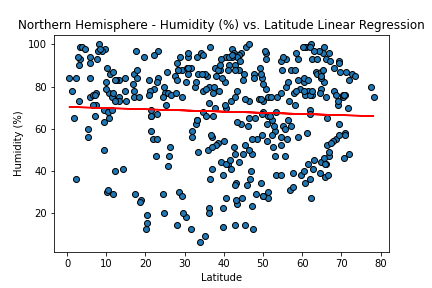 Northern Hemisphere - Humidity (%) vs. Latitude Linear Regression
100
80
60
40
20
Humidity (%)
0 10 20 30 40 50 60 70 80
Latitude